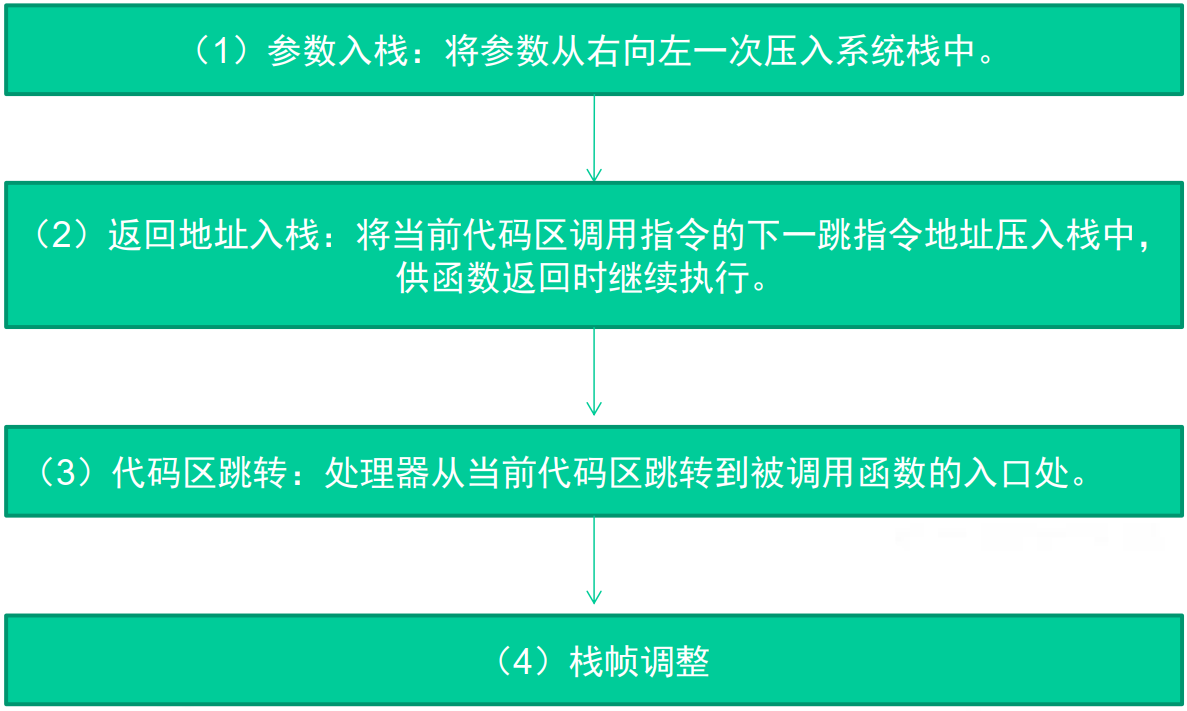 （1）参数入栈：将参数从右向左一次压入系统栈中。
（2）返回地址入栈：将当前代码区调用指令的下一跳指令地址压入栈中，
供函数返回时继续执行。
（3）代码区跳转：处理器从当前代码区跳转到被调用函数的入口处。
（4）栈帧调整